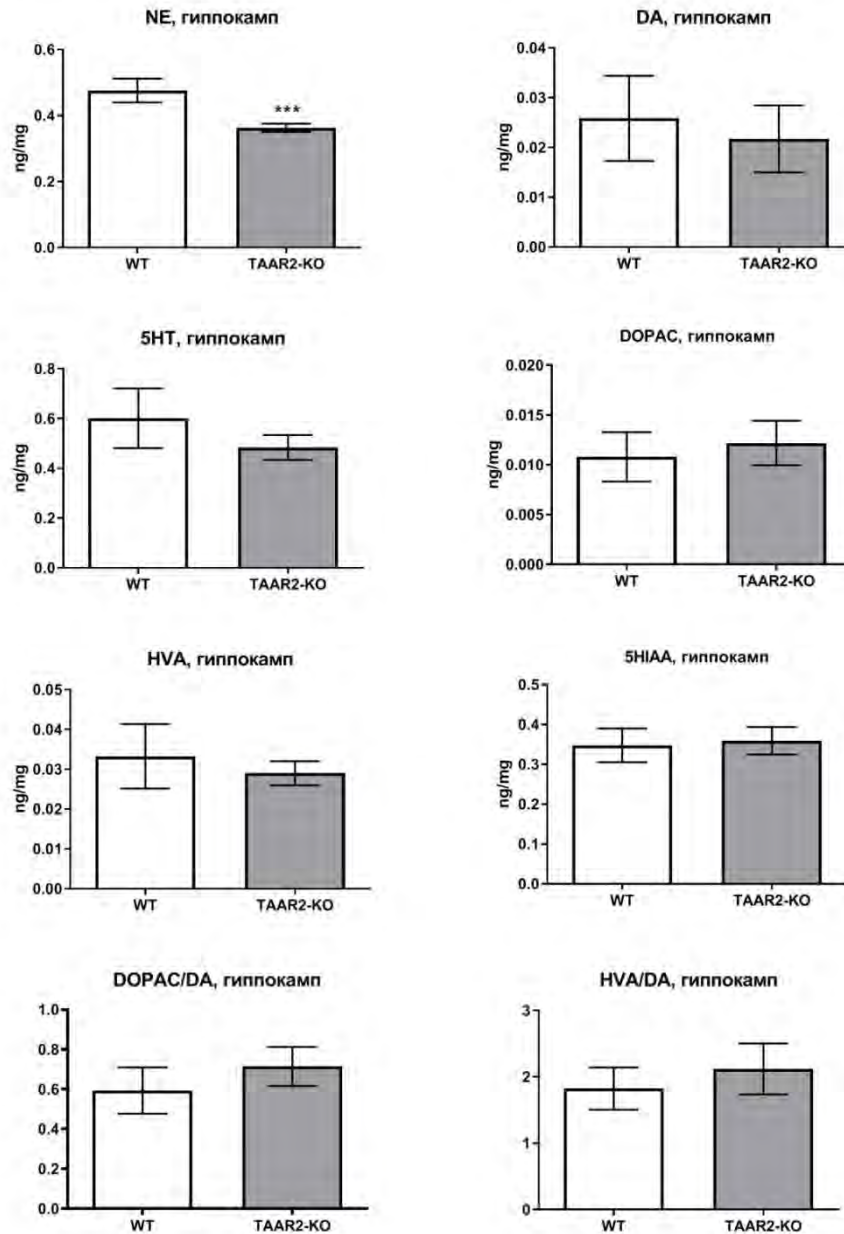 NE, гиппокамп
0.6
0.4
0.2
0.0
ng/mg
***
WT
TAAR2-KO
DA, гиппокамп
0.04
0.03
0.02
0.01
0.00
ng/mg
WT
TAAR2-KO
5HT, гиппокамп
0.8
0.6
0.4
0.2
0.0
ng/mg
WT
TAAR2-KO
DOPAC, гиппокамп
0.020
0.015
0.010
0.005
0.000
ng/mg
WT
TAAR2-KO
HVA, гиппокамп
0.05
0.04
0.03
0.02
0.01
0.00
ng/mg
WT
TAAR2-KO
5HIAA, гиппокамп
0.5
0.4
0.3
0.2
0.1
0.0
ng/mg
WT
TAAR2-KO
DOPAC/DA, гиппокамп
1.0
0.8
0.6
0.4
0.2
0.0
WT
TAAR2-KO
HVA/DA, гиппокамп
3
2
1
0
WT
TAAR2-KO